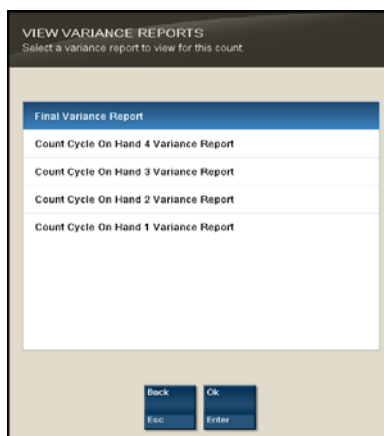 VIEW VARIANCE REPORTS
Select a variance report to view for this count.
Final Variance Report
Count Cycle On Hand 4 Variance Report
Count Cycle On Hand 3 Variance Report
Count Cycle On Hand 2 Variance Report
Count Cycle On Hand 1 Variance Report
Back Ok
Esc Enter